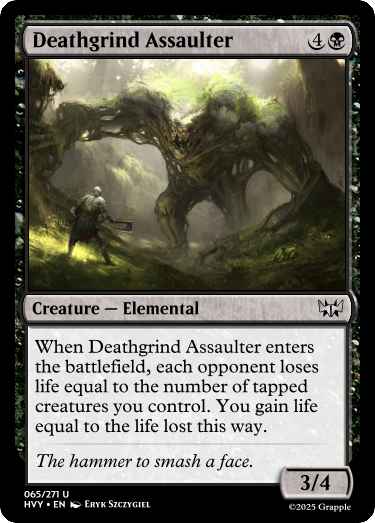 Deathgrind Assaulter 4
Creature — Elemental
When Deathgrind Assaulter enters
the battlefield, each opponent loses
life equal to the number of tapped
creatures you control. You gain life
equal to the life lost this way.
The hammer to smash a face.
3/4
065/271 U
HVY • EN Eryk Szczygiel
©2025 Grapple